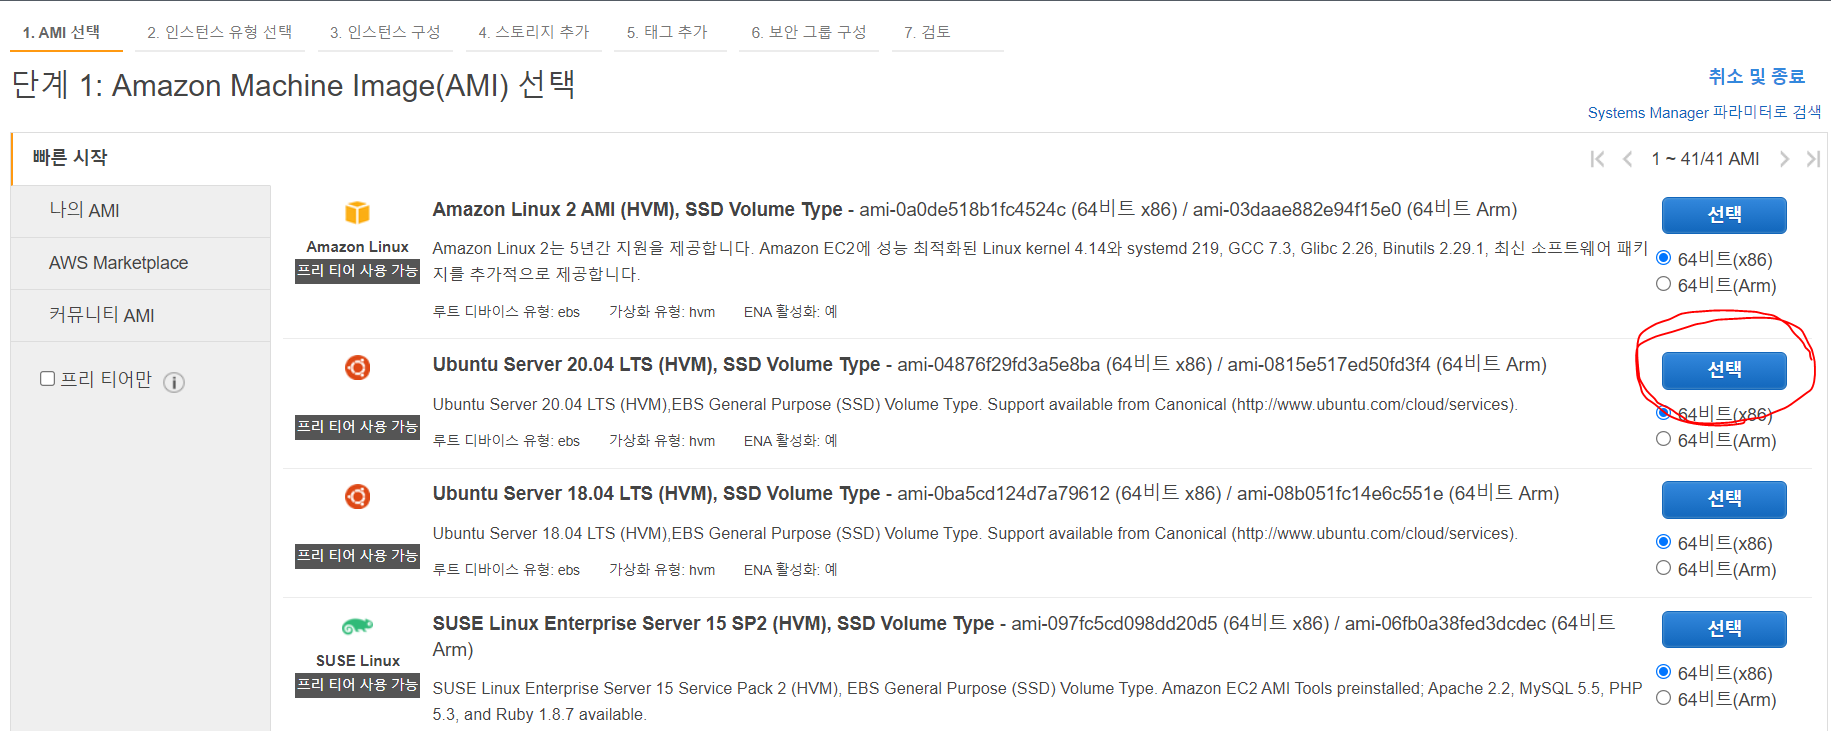 1. AMI 선택 2. 인스턴스 유형 선택 3. 인스턴스 구성 4. 스토리지 추가 5. 태그 추가 6. 보안 그룹 구성 7. 검토
단계 1: Amazon Machine Image(AMI) 선택
취소 및 종료
Systems Manager 파라미터로 검색
빠른 시작
1 ~ 41/41 AMI
나의 AMI
AWS Marketplace
커뮤니티 AMI
프리 티어만
Amazon Linux
프리 티어 사용 가능
Amazon Linux 2 AMI (HVM), SSD Volume Type - ami-0a0de518b1fc4524c (64비트 x86) / ami-03daae882e94f15e0 (64비트 Arm)
Amazon Linux 2는 5년간 지원을 제공합니다. Amazon EC2에 성능 최적화된 Linux kernel 4.14와 systemd 219, GCC 7.3, Glibc 2.26, Binutils 2.29.1, 최신 소프트웨어 패키
지를 추가적으로 제공합니다.
루트 디바이스 유형: ebs 가상화 유형: hvm ENA 활성화: 예
선택
64비트(x86)
64비트(Arm)
프리 티어 사용 가능
Ubuntu Server 20.04 LTS (HVM), SSD Volume Type - ami-04876f29fd3a5e8ba (64비트 x86) / ami-0815e517ed50fd3f4 (64비트 Arm)
Ubuntu Server 20.04 LTS (HVM),EBS General Purpose (SSD) Volume Type. Support available from Canonical (http://www.ubuntu.com/cloud/services).
루트 디바이스 유형: ebs 가상화 유형: hvm ENA 활성화: 예
선택
64비트(x86)
64비트(Arm)
프리 티어 사용 가능
Ubuntu Server 18.04 LTS (HVM), SSD Volume Type - ami-0ba5cd124d7a79612 (64비트 x86) / ami-08b051fc14e6c551e (64비트 Arm)
Ubuntu Server 18.04 LTS (HVM),EBS General Purpose (SSD) Volume Type. Support available from Canonical (http://www.ubuntu.com/cloud/services).
루트 디바이스 유형: ebs 가상화 유형: hvm ENA 활성화: 예
선택
64비트(x86)
64비트(Arm)
SUSE Linux
프리 티어 사용 가능
SUSE Linux Enterprise Server 15 SP2 (HVM), SSD Volume Type - ami-097fc5cd098dd20d5 (64비트 x86) / ami-06fb0a38fed3dcdec (64비트
Arm)
SUSE Linux Enterprise Server 15 Service Pack 2 (HVM), EBS General Purpose (SSD) Volume Type. Amazon EC2 AMI Tools preinstalled; Apache 2.2, MySQL 5.5, PHP
5.3, and Ruby 1.8.7 available.
선택
64비트(x86)
64비트(Arm)